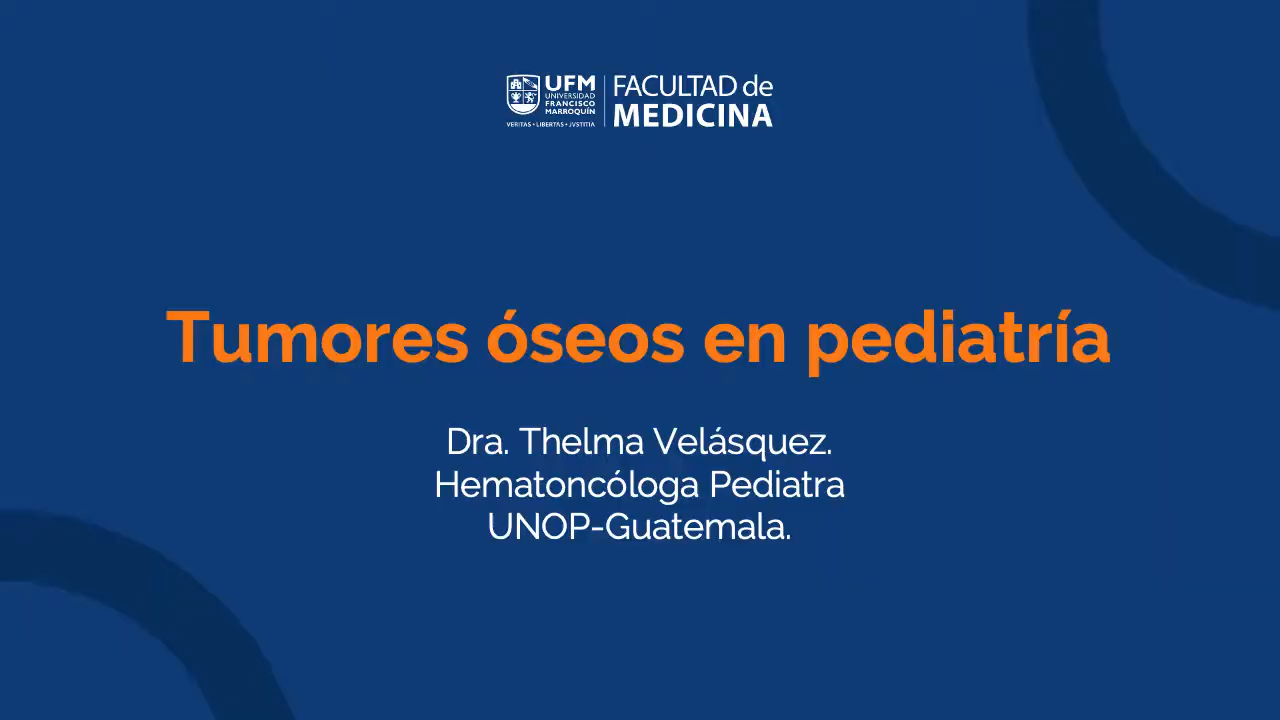 UFM
UNIVERSIDAD
FRANCISCO
MARROQUÍN
VERITAS • LIBERTAS • JVSTITIA
FACULTAD de
MEDICINA
Tumores óseos en pediatría
Dra. Thelma Velásquez.
Hematoncóloga Pediatra
UNOP-Guatemala.